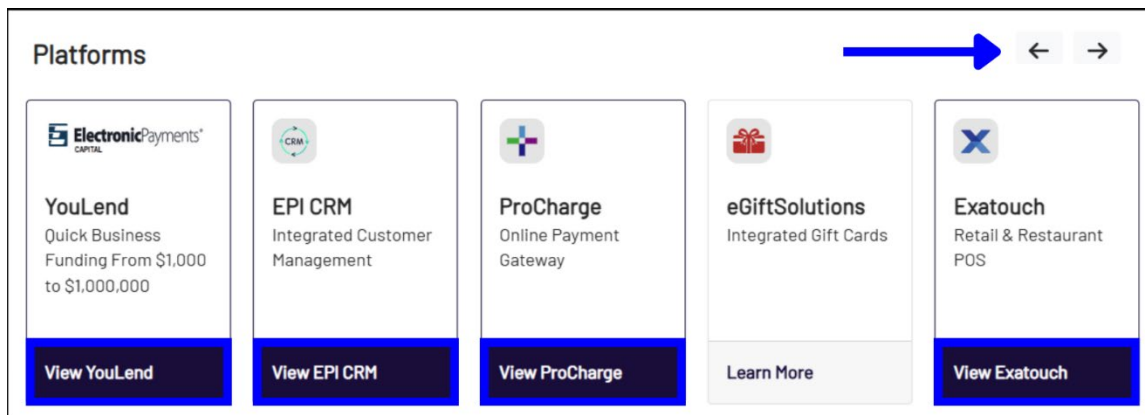 Platforms
ElectronicPayments
CAPITAL
YouLend
Quick Business
Funding From $1,000
to $1,000,000
View YouLend
CRM
EPI CRM
Integrated Customer
Management
View EPI CRM
ProCharge
Online Payment
Gateway
View ProCharge
eGiftSolutions
Integrated Gift Cards
Learn More
Exatouch
Retail & Restaurant
POS
View Exatouch